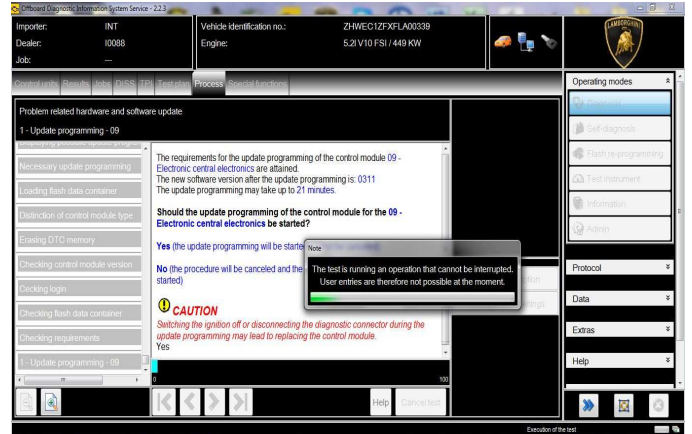 Offboard Diagnostic Information System Service - 2.2.3
Importer: INT
Dealer: I0088
Job: ---
Vehicle identification no.: ZHWEC1ZFXFLA00339
Engine: 5.2l V10 FSI / 449 KW
LAMBORGHINI
Control units Results Jobs DISS TPI Test plan Process Special functions
Problem related hardware and software update
1 - Update programming - 09
Necessary update programming
Loading flash data container
Distinction of control module type
Erasing DTC memory
Checking control module version
Cecking login
Checking flash data container
Checking requirements
1 - Update programming - 09
The requirements for the update programming of the control module 09 -
Electronic central electronics are attained.
The new software version after the update programming is: 0311
The update programming may take up to 21 minutes.
Should the update programming of the control module for the 09 -
Electronic central electronics be started?
Yes (the update programming will be starte
No (the procedure will be canceled and the
started)
CAUTION
Switching the ignition off or disconnecting the diagnostic connector during the
update programming may lead to replacing the control module.
Yes
0 100
Note
The test is running an operation that cannot be interrupted.
User entries are therefore not possible at the moment.
Help Cancel test
Operating modes
Diagnosis
Self-diagnosis
Flash re-programming
Test instrument
Information
Admin
Protocol
Data
Extras
Help
Execution of the test